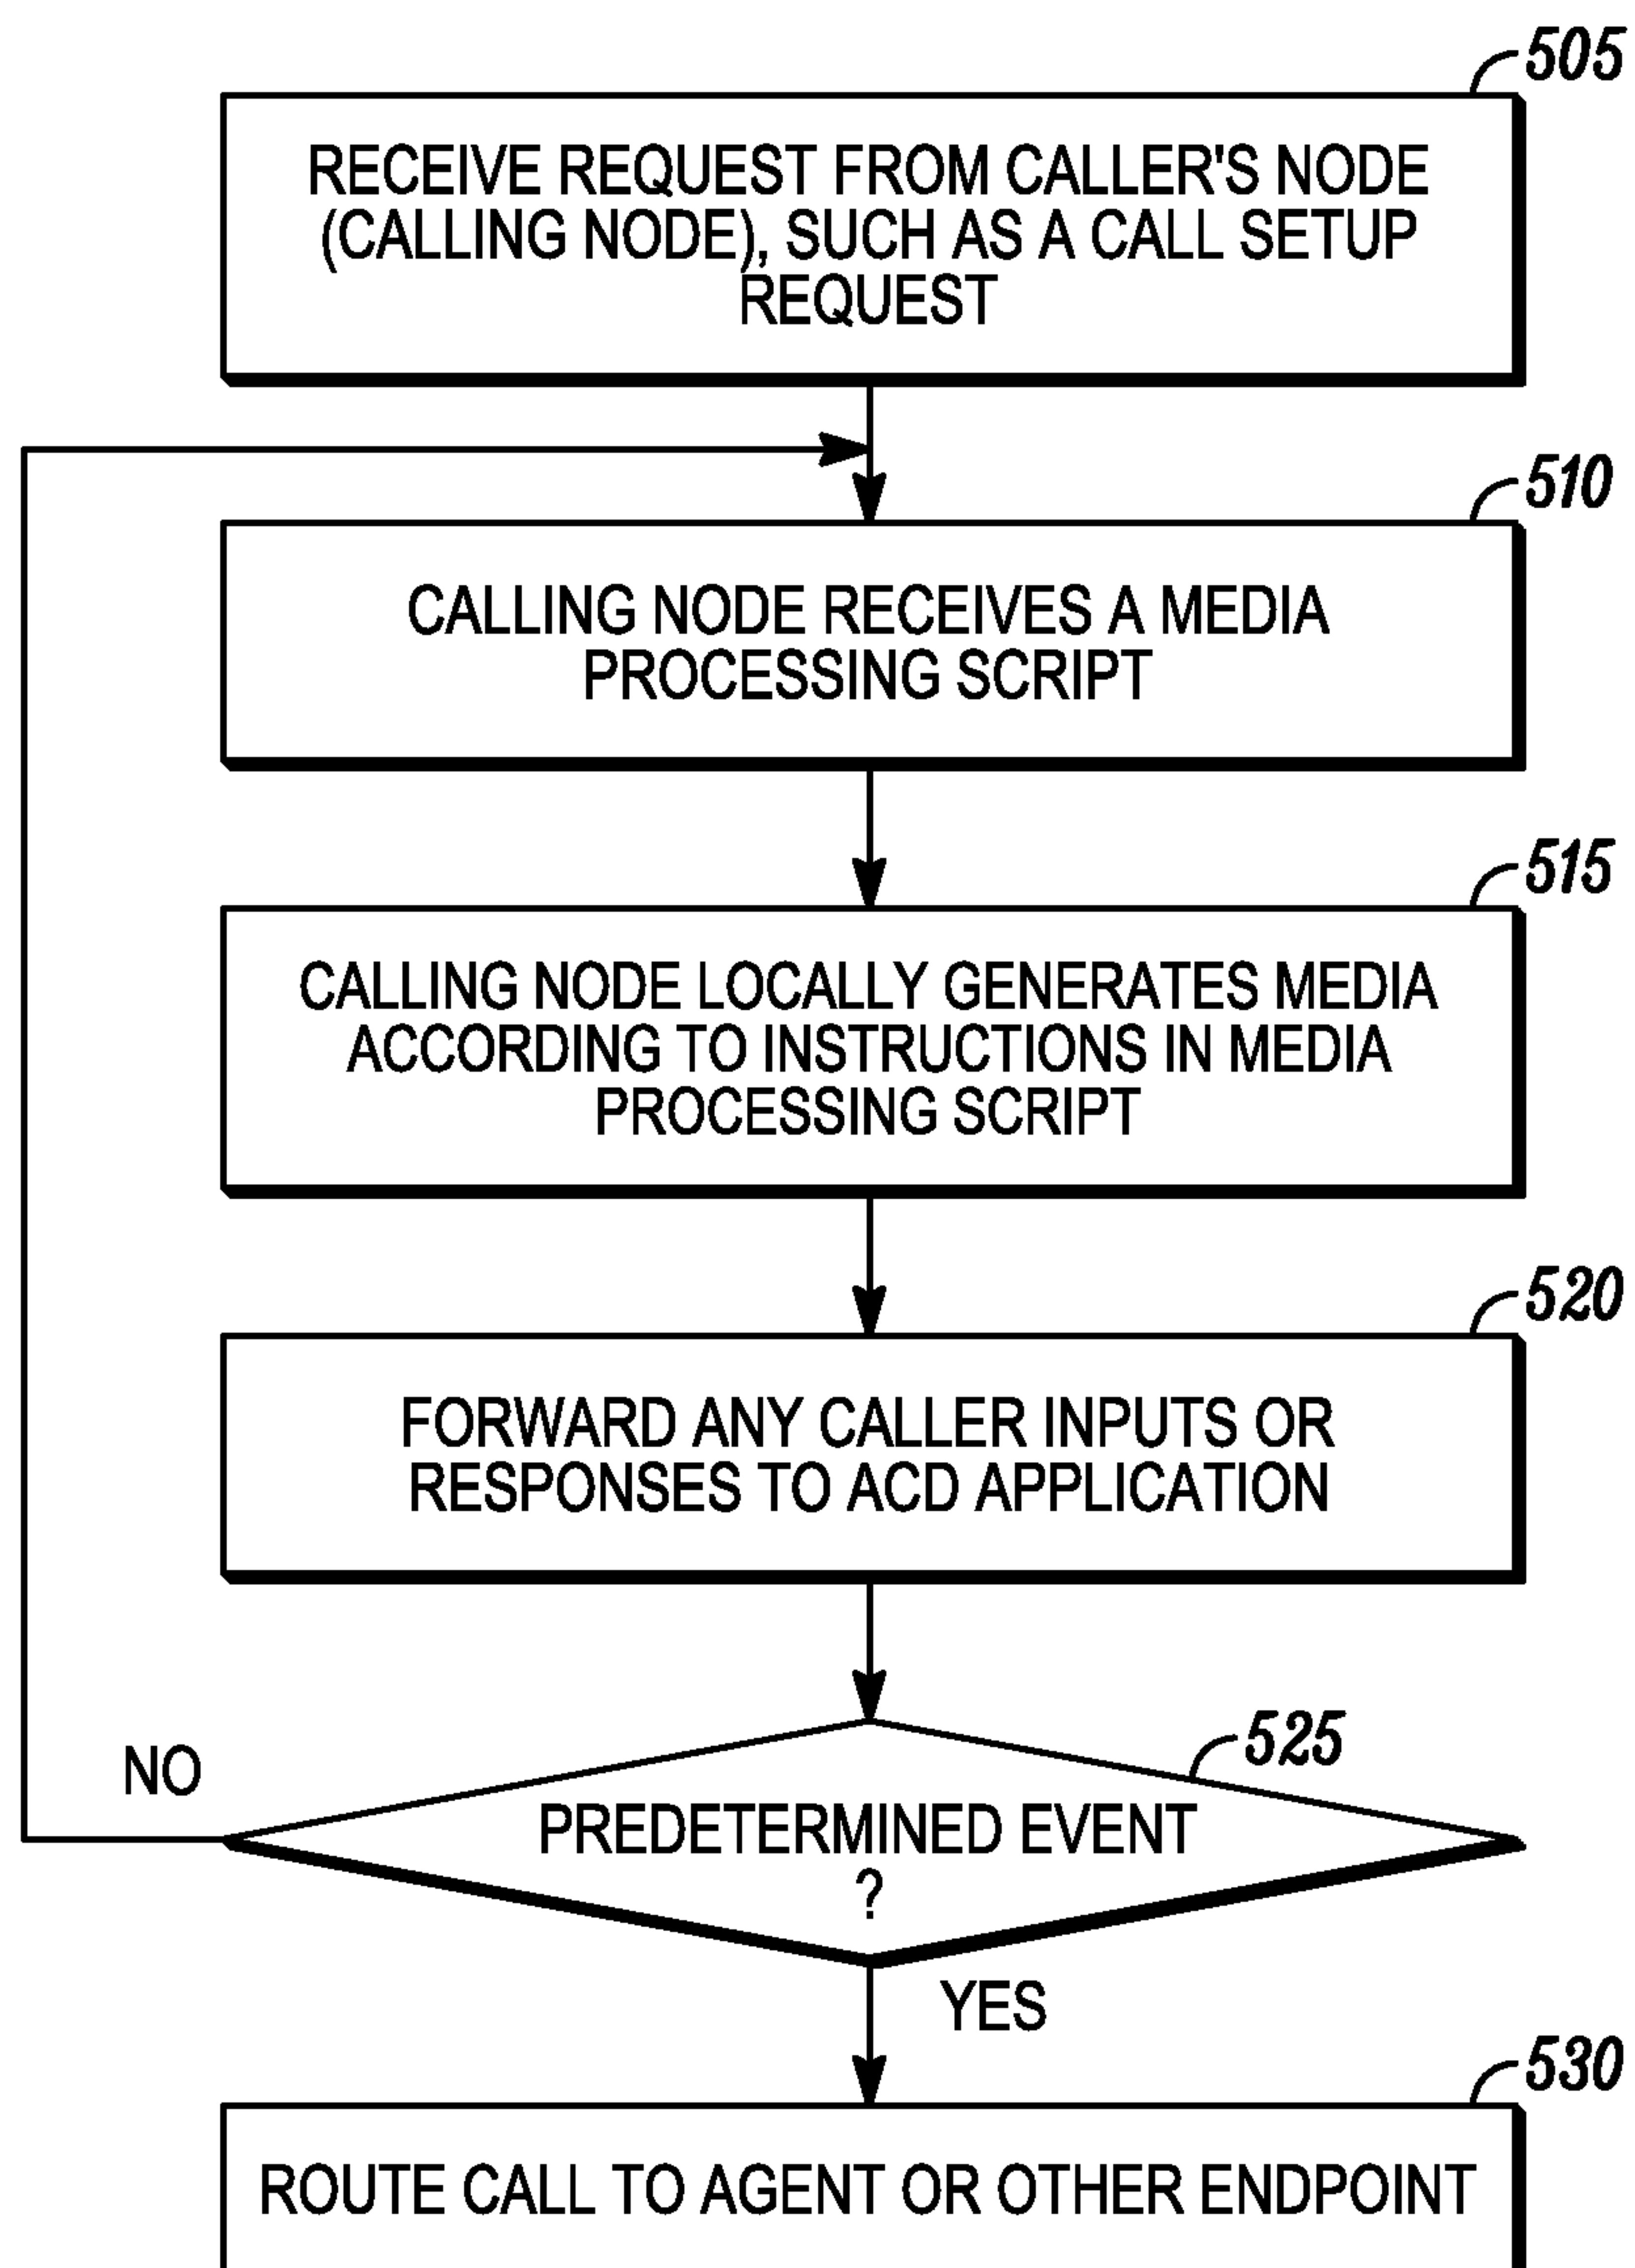 505
RECEIVE REQUEST FROM CALLER'S NODE
(CALLING NODE), SUCH AS A CALL SETUP
REQUEST
510
CALLING NODE RECEIVES A MEDIA
PROCESSING SCRIPT
515
CALLING NODE LOCALLY GENERATES MEDIA
ACCORDING TO INSTRUCTIONS IN MEDIA
PROCESSING SCRIPT
520
FORWARD ANY CALLER INPUTS OR
RESPONSES TO ACD APPLICATION
525
NO
PREDETERMINED EVENT
?
YES
530
ROUTE CALL TO AGENT OR OTHER ENDPOINT